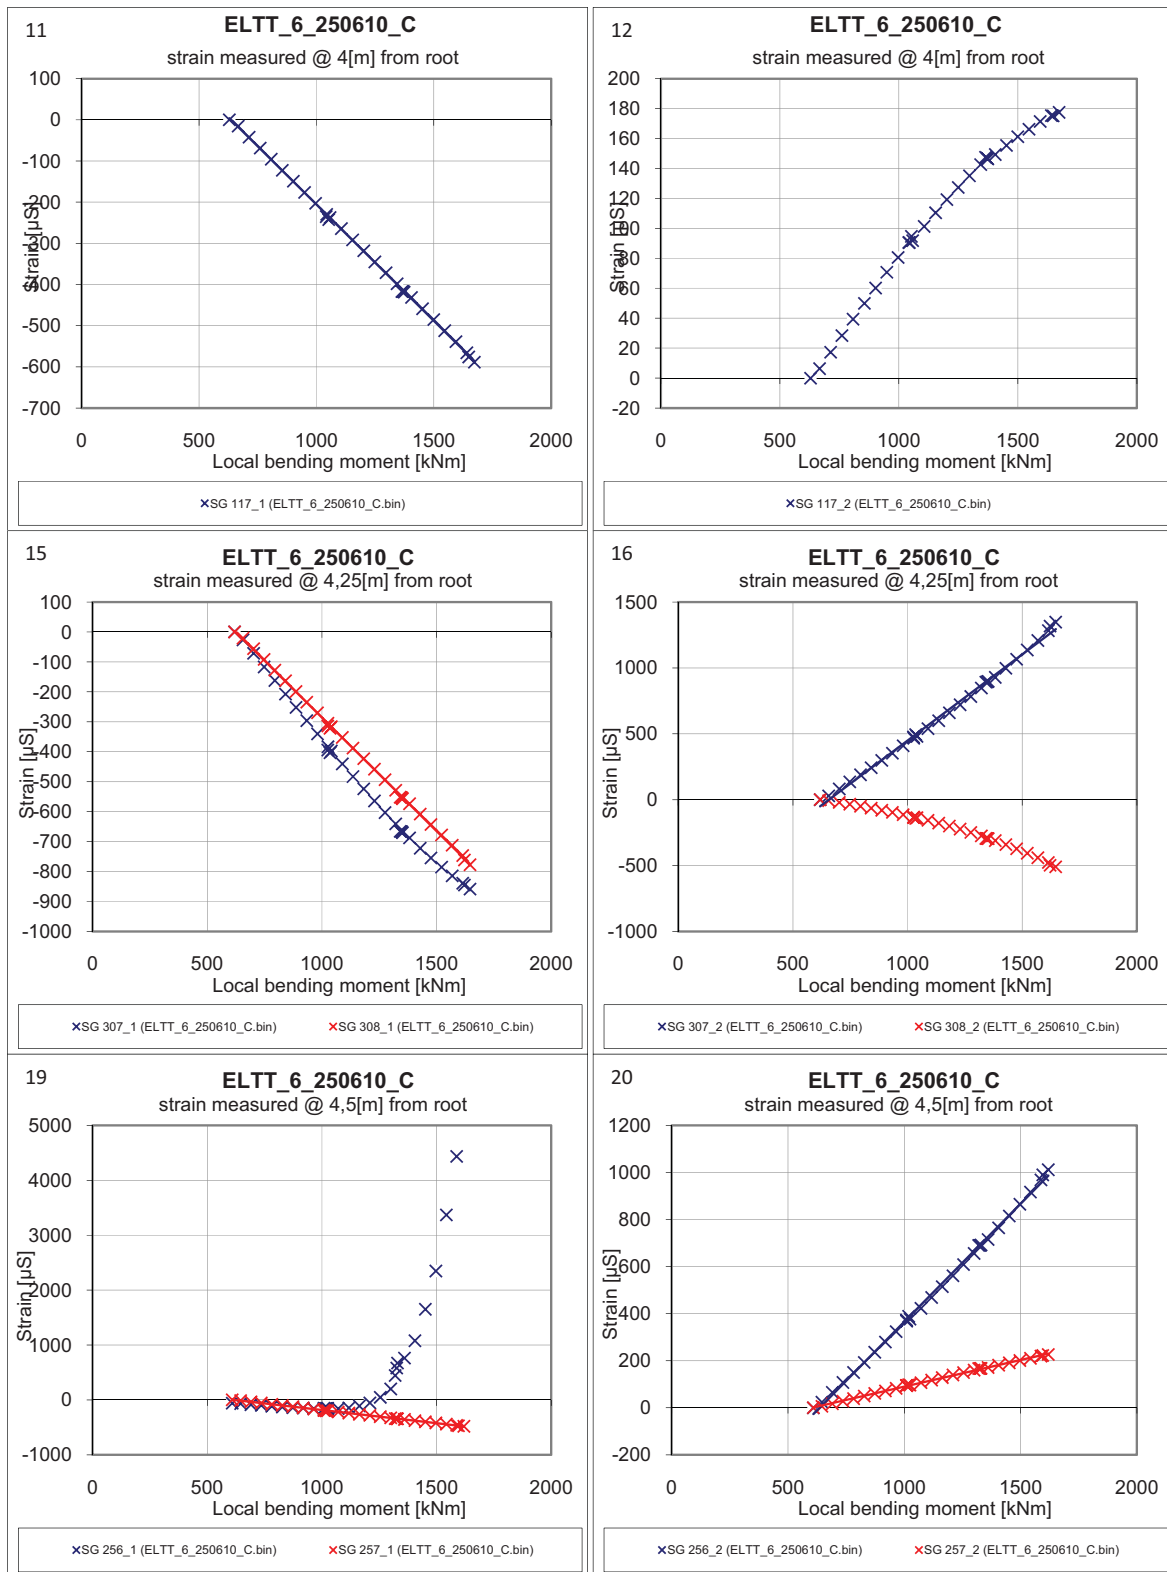 11
ELTT_6_250610_C
strain measured @ 4[m] from root
100
0
-100
-200
-300
-400
-500
-600
-700
Strain [µS]
0
500
1000
1500
2000
Local bending moment [kNm]
SG 117_1 (ELTT_6_250610_C.bin)
12
ELTT_6_250610_C
strain measured @ 4[m] from root
200
180
160
140
120
100
80
60
40
20
0
-20
Strain [µS]
0
500
1000
1500
2000
Local bending moment [kNm]
SG 117_2 (ELTT_6_250610_C.bin)
15
ELTT_6_250610_C
strain measured @ 4,25[m] from root
100
0
-100
-200
-300
-400
-500
-600
-700
-800
-900
-1000
Strain [µS]
0
500
1000
1500
2000
Local bending moment [kNm]
SG 307_1 (ELTT_6_250610_C.bin)
SG 308_1 (ELTT_6_250610_C.bin)
16
ELTT_6_250610_C
strain measured @ 4,25[m] from root
1500
1000
500
0
-500
-1000
Strain [µS]
0
500
1000
1500
2000
Local bending moment [kNm]
SG 307_2 (ELTT_6_250610_C.bin)
SG 308_2 (ELTT_6_250610_C.bin)
19
ELTT_6_250610_C
strain measured @ 4,5[m] from root
5000
4000
3000
2000
1000
0
-1000
Strain [µS]
0
500
1000
1500
2000
Local bending moment [kNm]
SG 256_1 (ELTT_6_250610_C.bin)
SG 257_1 (ELTT_6_250610_C.bin)
20
ELTT_6_250610_C
strain measured @ 4,5[m] from root
1200
1000
800
600
400
200
0
-200
Strain [µS]
0
500
1000
1500
2000
Local bending moment [kNm]
SG 256_2 (ELTT_6_250610_C.bin)
SG 257_2 (ELTT_6_250610_C.bin)